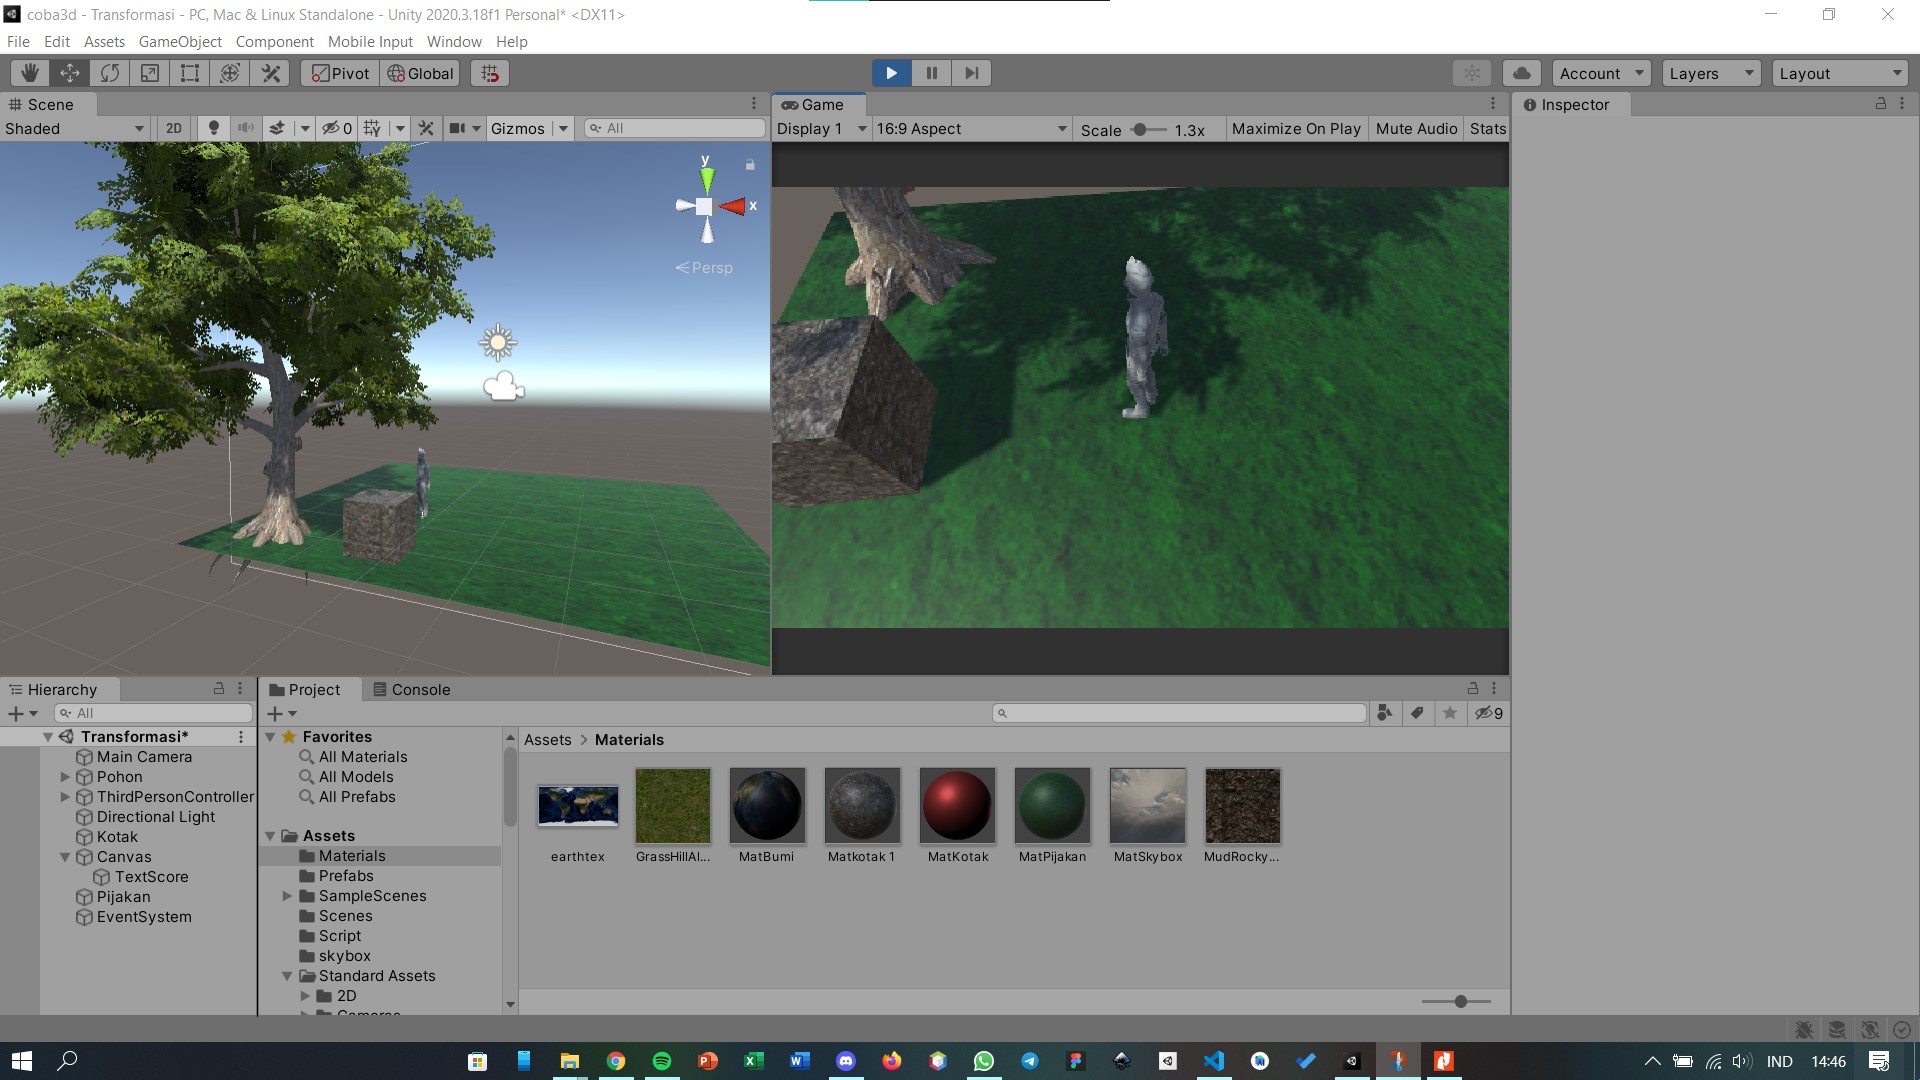 coba3d - Transformasi - PC, Mac & Linux Standalone - Unity 2020.3.18f1 Personal* <DX11>
File Edit Assets GameObject Component Mobile Input Window Help
Pivot Global Account Layers Layout
Scene
Shaded 2D 0 Gizmos All
y
x
Persp
Game
Display 1 16:9 Aspect Scale 1.3x Maximize On Play Mute Audio Stats
Inspector
Hierarchy
All
Transformasi*
Main Camera
Pohon
ThirdPersonController
Directional Light
Kotak
Canvas
TextScore
Pijakan
EventSystem
Project Console
9
Favorites
All Materials
All Models
All Prefabs
Assets
Materials
Prefabs
SampleScenes
Scenes
Script
skybox
Standard Assets
2D
Cameras
Assets > Materials
earthtex GrassHillAl... MatBumi Matkotak 1 MatKotak MatPijakan MatSkybox MudRocky...
IND 14:46